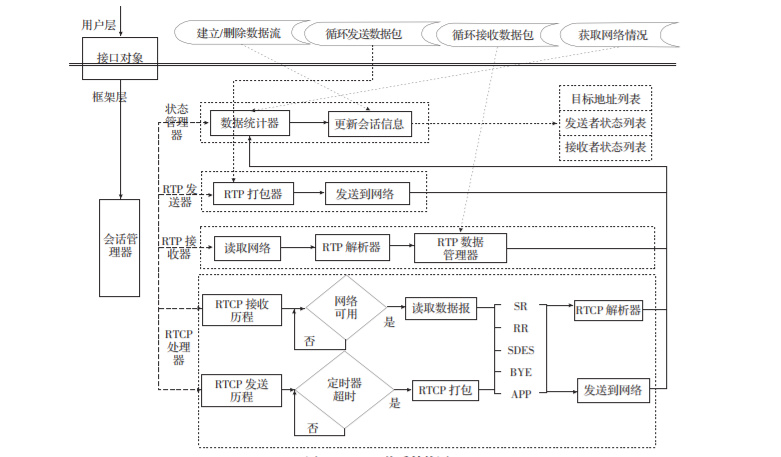 用户层
建立/删除数据流
循环发送数据包
循环接收数据包
获取网络情况
接口对象
框架层
状态
管理
器
数据统计器
更新会话信息
目标地址列表
发送者状态列表
接收者状态列表
RTP 发
送器
RTP 打包器
发送到网络
会话管
理器
RTP 接
收器
读取网络
RTP 解析器
RTP 数据
管理器
RTCP
处理
器
RTCP 接收
历程
网络
可用
是
否
读取数据报
SR
RR
SDES
BYE
APP
RTCP 解析器
RTCP 发送
历程
定时器
超时
是
否
RTCP 打包
发送到网络